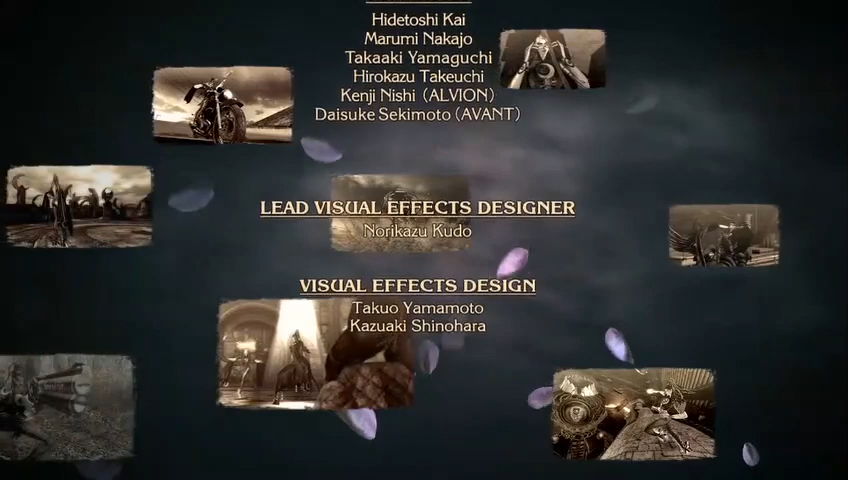 Hidetoshi Kai
Marumi Nakajo
Takaaki Yamaguchi
Hirokazu Takeuchi
Kenji Nishi (ALVION)
Daisuke Sekimoto (AVANT)
LEAD VISUAL EFFECTS DESIGNER
Norikazu Kudo
VISUAL EFFECTS DESIGN
Takuo Yamamoto
Kazuaki Shinohara